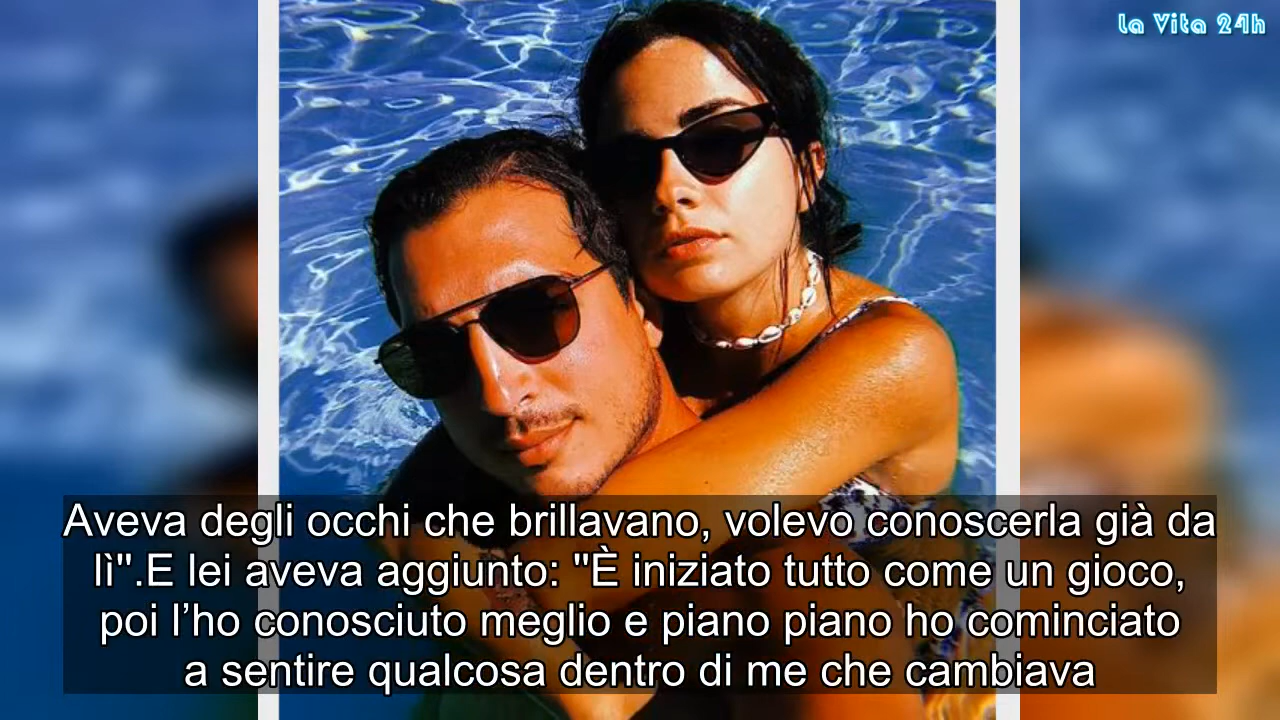 La Vita 24h
Aveva degli occhi che brillavano, volevo conoscerla già da
lì".E lei aveva aggiunto: "È iniziato tutto come un gioco,
poi l’ho conosciuto meglio e piano piano ho cominciato
a sentire qualcosa dentro di me che cambiava